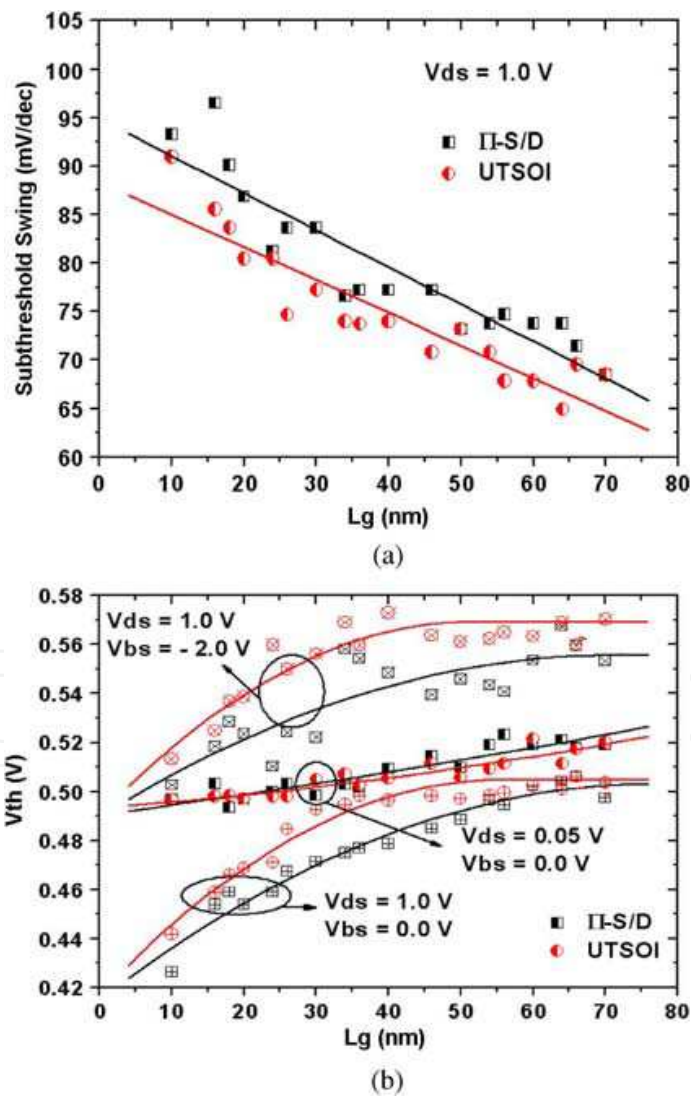 105
100
95
90
85
80
75
70
65
60
Subthreshold Swing (mV/dec)
Vds = 1.0 V
Π-S/D
UTSOI
0 10 20 30 40 50 60 70 80
Lg (nm)
(a)
0.58
0.56
0.54
0.52
0.50
0.48
0.46
0.44
0.42
Vth (V)
Vds = 1.0 V
Vbs = - 2.0 V
Vds = 0.05 V
Vbs = 0.0 V
Vds = 1.0 V
Vbs = 0.0 V
Π-S/D
UTSOI
0 10 20 30 40 50 60 70 80
Lg (nm)
(b)